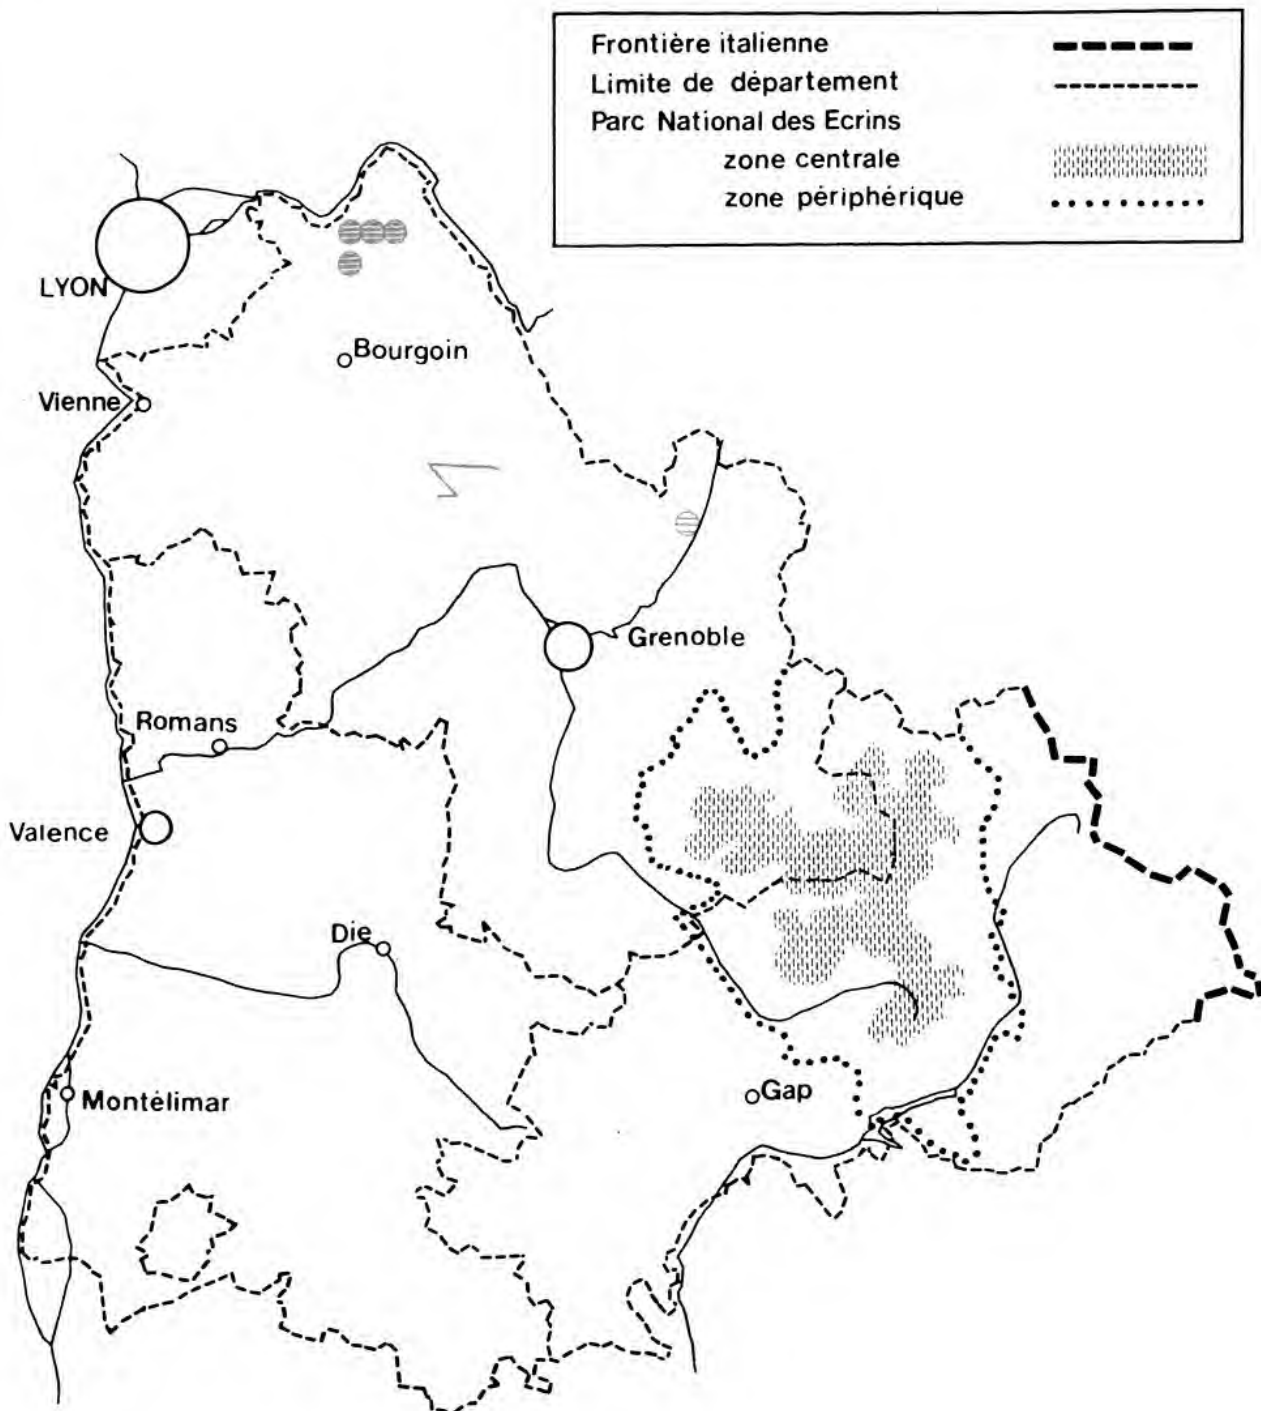 Frontière italienne
Limite de département
Parc National des Ecrins
zone centrale
zone périphérique
LYON
Bourgoin
Vienne
Grenoble
Romans
Valence
Die
Montélimar
Gap